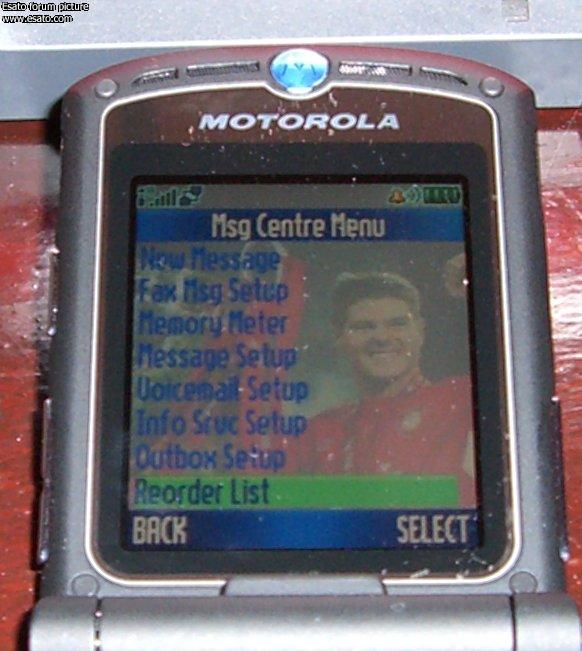 Esato forum picture
www.esato.com
MOTOROLA
Msg Centre Menu
New Message
Fax Msg Setup
Memory Meter
Message Setup
Voicemail Setup
Info Srvc Setup
Outbox Setup
Reorder List
BACK SELECT